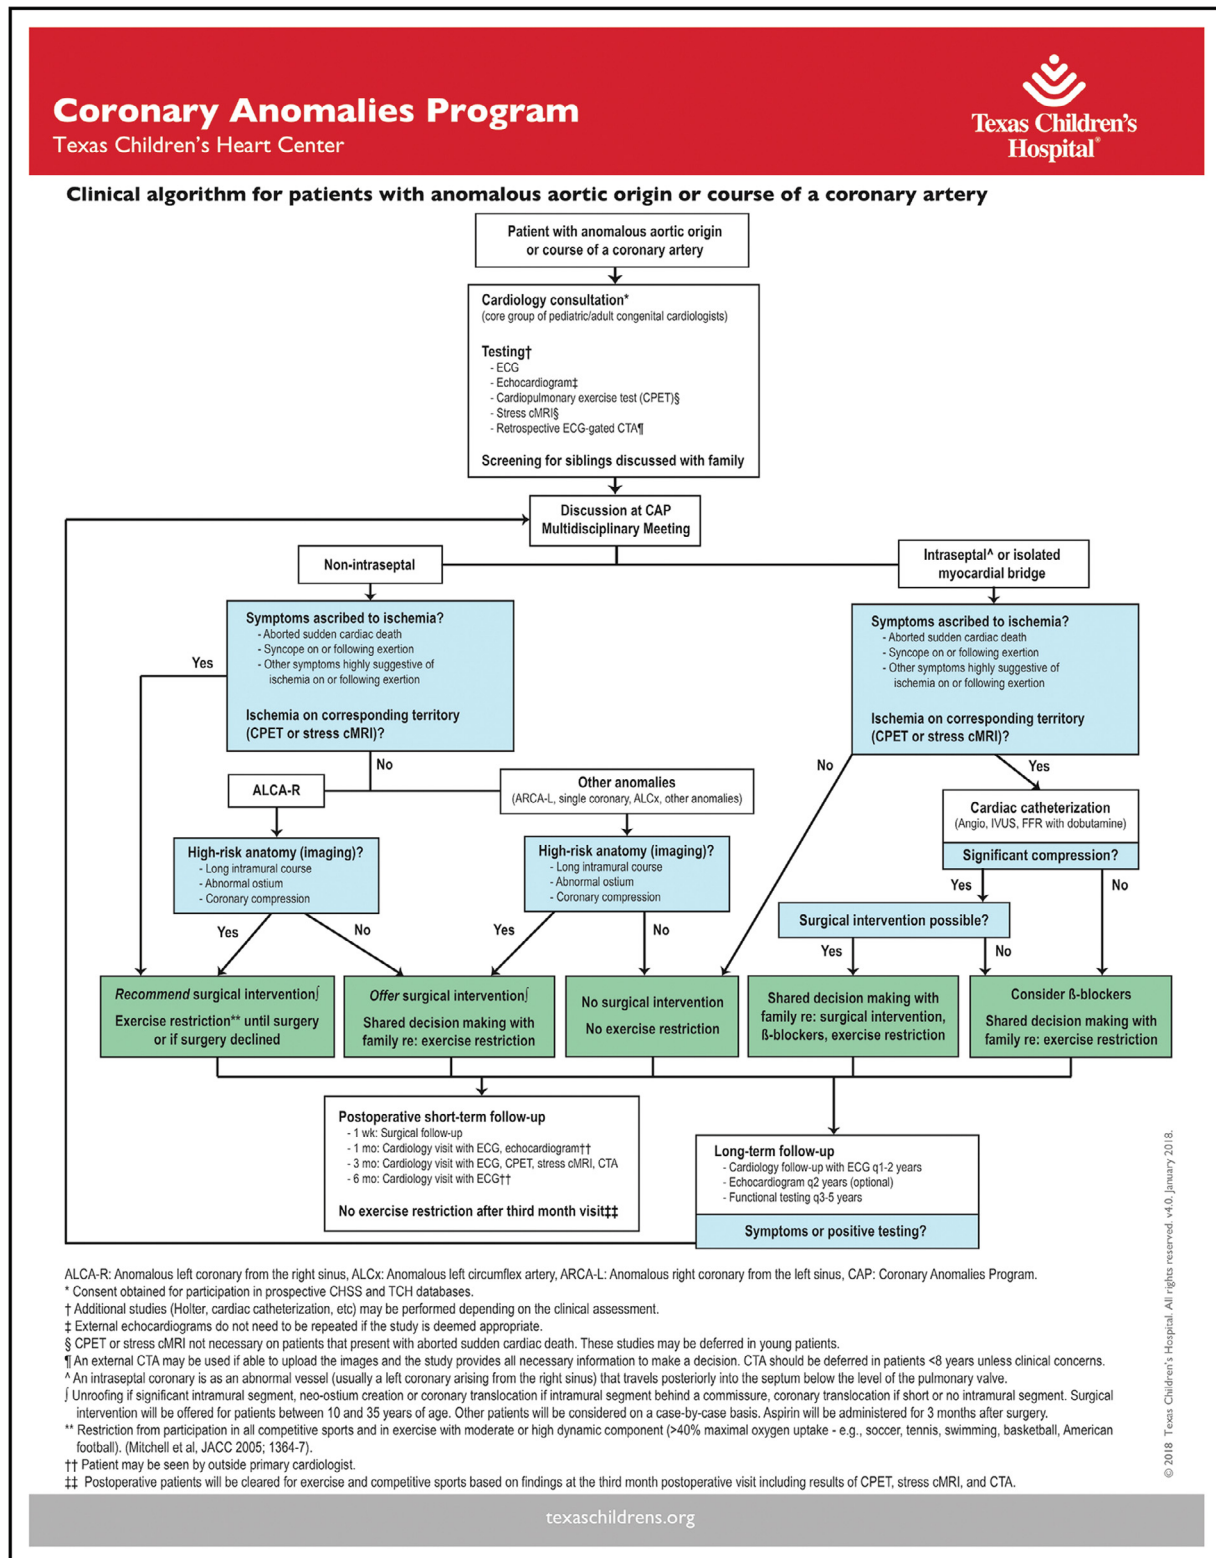 Coronary Anomalies Program
Texas Children's Heart Center
Texas Children's
Hospital®
Clinical algorithm for patients with anomalous aortic origin or course of a coronary artery
Patient with anomalous aortic origin
or course of a coronary artery
Cardiology consultation*
(core group of pediatric/adult congenital cardiologists)
Testing†
- ECG
- Echocardiogram‡
- Cardiopulmonary exercise test (CPET)§
- Stress cMRI§
- Retrospective ECG-gated CTA¶
Screening for siblings discussed with family
Discussion at CAP
Multidisciplinary Meeting
Non-intraseptal
Intraseptal^ or isolated
myocardial bridge
Symptoms ascribed to ischemia?
- Aborted sudden cardiac death
- Syncope on or following exertion
- Other symptoms highly suggestive of
ischemia on or following exertion
Ischemia on corresponding territory
(CPET or stress cMRI)?
Yes
No
Symptoms ascribed to ischemia?
- Aborted sudden cardiac death
- Syncope on or following exertion
- Other symptoms highly suggestive of
ischemia on or following exertion
Ischemia on corresponding territory
(CPET or stress cMRI)?
No
Yes
ALCA-R
Other anomalies
(ARCA-L, single coronary, ALCx, other anomalies)
Cardiac catheterization
(Angio, IVUS, FFR with dobutamine)
Significant compression?
Yes
No
High-risk anatomy (imaging)?
- Long intramural course
- Abnormal ostium
- Coronary compression
Yes
No
High-risk anatomy (imaging)?
- Long intramural course
- Abnormal ostium
- Coronary compression
Yes
No
Surgical intervention possible?
Yes
No
Recommend surgical intervention∫
Exercise restriction** until surgery
or if surgery declined
Offer surgical intervention∫
Shared decision making with
family re: exercise restriction
No surgical intervention
No exercise restriction
Shared decision making with
family re: surgical intervention,
ß-blockers, exercise restriction
Consider ß-blockers
Shared decision making with
family re: exercise restriction
Postoperative short-term follow-up
- 1 wk: Surgical follow-up
- 1 mo: Cardiology visit with ECG, echocardiogram††
- 3 mo: Cardiology visit with ECG, CPET, stress cMRI, CTA
- 6 mo: Cardiology visit with ECG††
No exercise restriction after third month visit‡‡
Long-term follow-up
- Cardiology follow-up with ECG q1-2 years
- Echocardiogram q2 years (optional)
- Functional testing q3-5 years
Symptoms or positive testing?
ALCA-R: Anomalous left coronary from the right sinus, ALCx: Anomalous left circumflex artery, ARCA-L: Anomalous right coronary from the left sinus, CAP: Coronary Anomalies Program.
* Consent obtained for participation in prospective CHSS and TCH databases.
† Additional studies (Holter, cardiac catheterization, etc) may be performed depending on the clinical assessment.
‡ External echocardiograms do not need to be repeated if the study is deemed appropriate.
§ CPET or stress cMRI not necessary on patients that present with aborted sudden cardiac death. These studies may be deferred in young patients.
¶ An external CTA may be used if able to upload the images and the study provides all necessary information to make a decision. CTA should be deferred in patients <8 years unless clinical concerns.
^ An intraseptal coronary is as an abnormal vessel (usually a left coronary arising from the right sinus) that travels posteriorly into the septum below the level of the pulmonary valve.
∫ Unroofing if significant intramural segment, neo-ostium creation or coronary translocation if intramural segment behind a commissure, coronary translocation if short or no intramural segment. Surgical
intervention will be offered for patients between 10 and 35 years of age. Other patients will be considered on a case-by-case basis. Aspirin will be administered for 3 months after surgery.
** Restriction from participation in all competitive sports and in exercise with moderate or high dynamic component (>40% maximal oxygen uptake - e.g., soccer, tennis, swimming, basketball, American
football). (Mitchell et al, JACC 2005; 1364-7).
†† Patient may be seen by outside primary cardiologist.
‡‡ Postoperative patients will be cleared for exercise and competitive sports based on findings at the third month postoperative visit including results of CPET, stress cMRI, and CTA.
© 2018 Texas Children's Hospital. All rights reserved. v4.0. January 2018.
texaschildrens.org